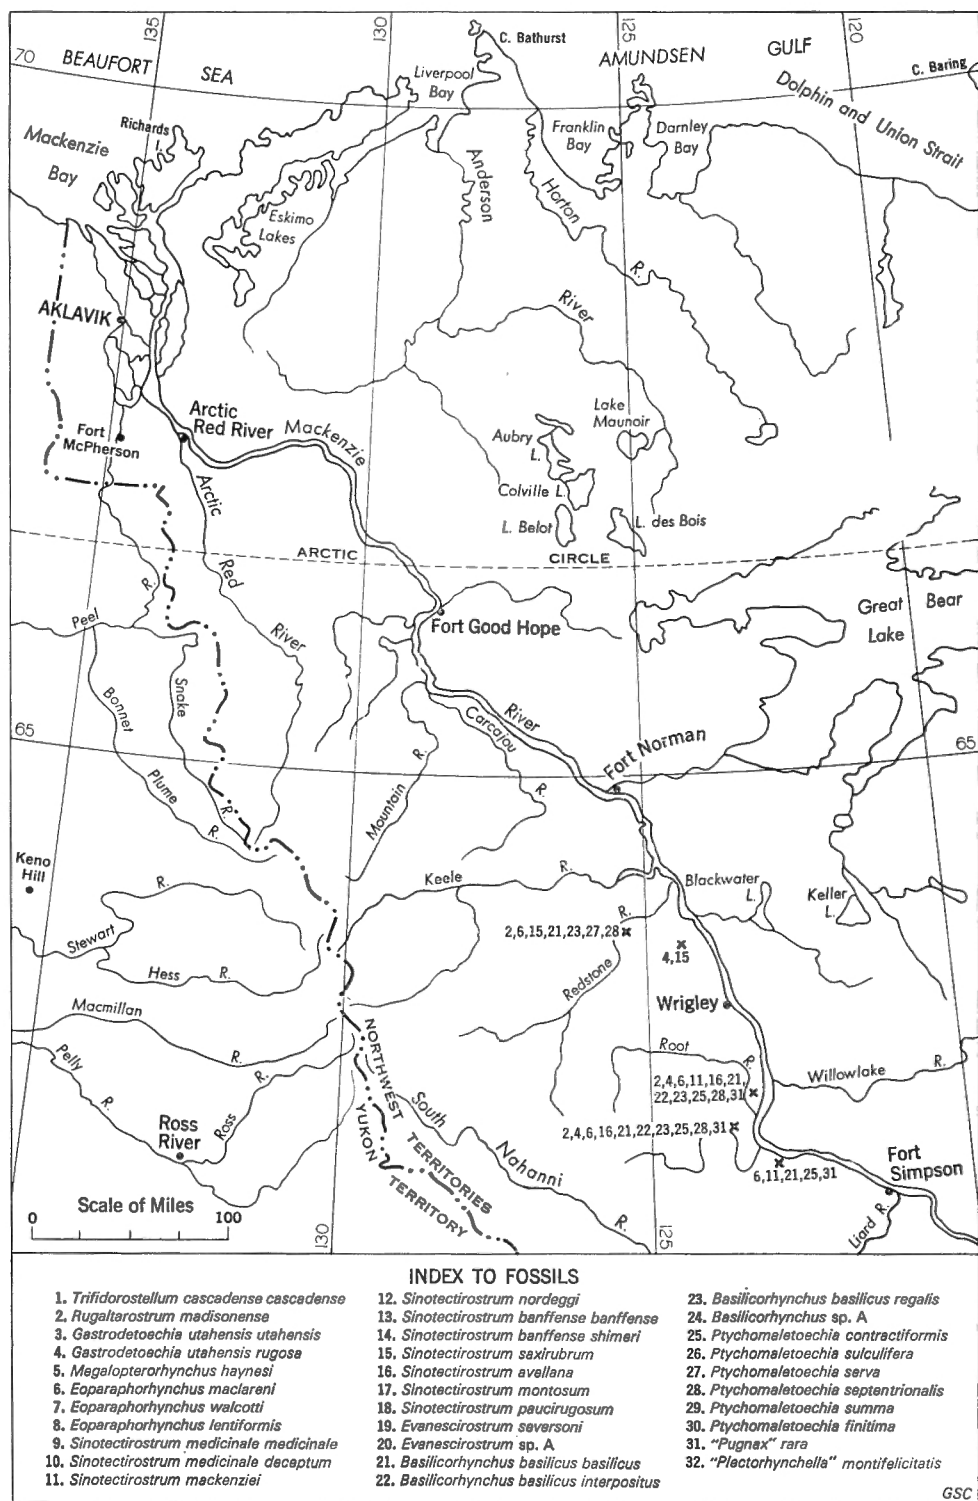 135
130
125
120
C. Bathurst
70
BEAUFORT
SEA
AMUNDSEN
GULF
C. Baring
Liverpool
Bay
Dolphin and Union Strait
Richards
I.
Mackenzie
Bay
Franklin
Bay
Darnley
Bay
Anderson
Horton
R.
Eskimo
Lakes
River
AKLAVIK
Arctic
Red River
Mackenzie
Fort
McPherson
Lake
Maunoir
Aubry
L.
Colville L.
L. Belot
L. des Bois
Arctic
Red
River
ARCTIC
CIRCLE
Great
Bear
Lake
R.
Peel
Fort Good Hope
Snake
R.
Bonnet
Plume
R.
65
River
Carcajou
R.
Mountain
R.
Fort Norman
65
Keno
Hill
Keele
R.
Blackwater
L.
Keller
L.
R.
Stewart
2,6,15,21,23,27,28
R.
4,15
Hess
R.
Redstone
Wrigley
Macmillan
R.
Root
R.
Willowlake
R.
Pelly
R.
NORTHWEST
TERRITORIES
YUKON
TERRITORY
2,4,6,11,16,21,
22,23,25,28,31
Ross
R.
South
Nahanni
R.
2,4,6,16,21,22,23,25,28,31
Ross
River
6,11,21,25,31
Fort
Simpson
Liard R.
Scale of Miles
0
100
130
125
INDEX TO FOSSILS
1. Trifidorostellum cascadense cascadense
2. Rugaltarostrum madisonense
3. Gastrodetoechia utahensis utahensis
4. Gastrodetoechia utahensis rugosa
5. Megalopterorhynchus haynesi
6. Eoparaphorhynchus maclareni
7. Eoparaphorhynchus walcotti
8. Eoparaphorhynchus lentiformis
9. Sinotectirostrum medicinale medicinale
10. Sinotectirostrum medicinale deceptum
11. Sinotectirostrum mackenziei
12. Sinotectirostrum nordeggi
13. Sinotectirostrum banffense banffense
14. Sinotectirostrum banffense shimeri
15. Sinotectirostrum saxirubrum
16. Sinotectirostrum avellana
17. Sinotectirostrum montosum
18. Sinotectirostrum paucirugosum
19. Evanescirostrum seversoni
20. Evanescirostrum sp. A
21. Basilicorhynchus basilicus basilicus
22. Basilicorhynchus basilicus interpositus
23. Basilicorhynchus basilicus regalis
24. Basilicorhynchus sp. A
25. Ptychomaletoechia contractiformis
26. Ptychomaletoechia sulculifera
27. Ptychomaletoechia serva
28. Ptychomaletoechia septentrionalis
29. Ptychomaletoechia summa
30. Ptychomaletoechia finitima
31. "Pugnax" rara
32. "Plectorhynchella" montifelicitatis
GSC